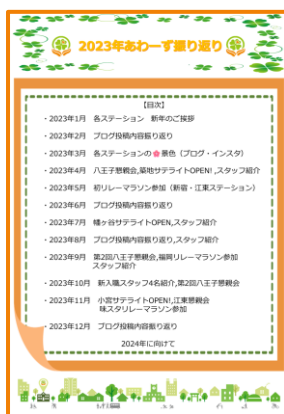 2023年あわーず振り返り
【目次】
・2023年1月 各ステーション 新年のご挨拶
・2023年2月 ブログ投稿内容振り返り
・2023年3月 各ステーションの🌸景色（ブログ・インスタ）
・2023年4月 八王子懇親会,築地サテライトOPEN!,スタッフ紹介
・2023年5月 初リレーマラソン参加（新宿・江東ステーション）
・2023年6月 ブログ投稿内容振り返り
・2023年7月 幡ヶ谷サテライトOPEN,スタッフ紹介
・2023年8月 ブログ投稿内容振り返り,スタッフ紹介
・2023年9月 第2回八王子懇親会,福岡リレーマラソン参加
スタッフ紹介
・2023年10月 新入職スタッフ4名紹介,第2回八王子懇親会
・2023年11月 小宮サテライトOPEN!,江東懇親会
味スタリレーマラソン参加
・2023年12月 ブログ投稿内容振り返り
2024年に向けて